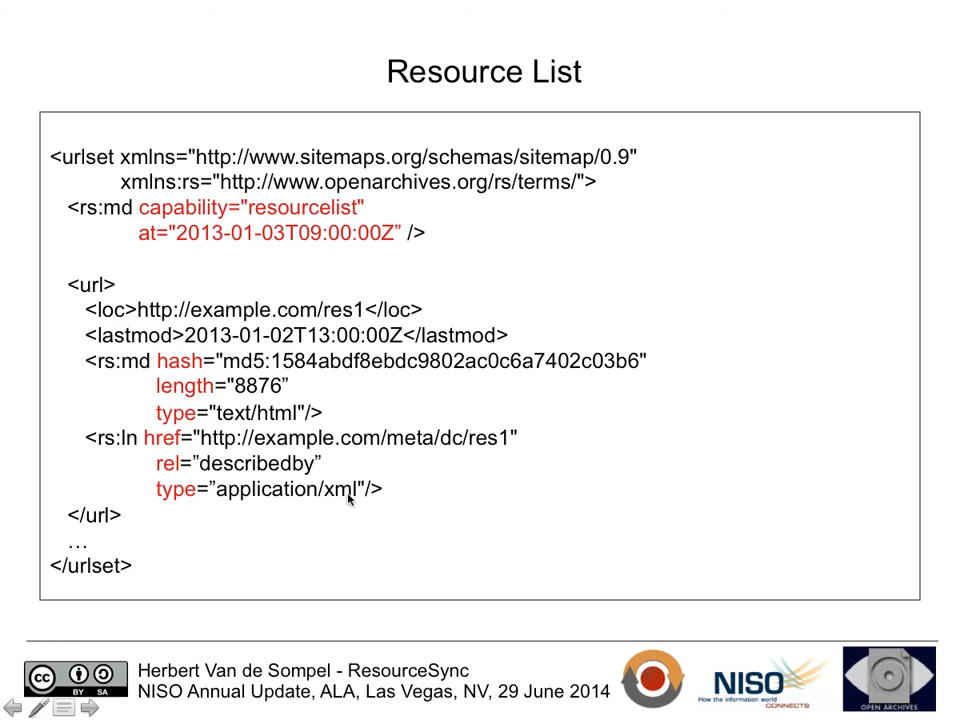 Resource List
<urlset xmlns="http://www.sitemaps.org/schemas/sitemap/0.9"
xmlns:rs="http://www.openarchives.org/rs/terms/">
<rs:md capability="resourcelist"
at="2013-01-03T09:00:00Z” />
<url>
<loc>http://example.com/res1</loc>
<lastmod>2013-01-02T13:00:00Z</lastmod>
<rs:md hash="md5:1584abdf8ebdc9802ac0c6a7402c03b6"
length="8876”
type="text/html"/>
<rs:ln href="http://example.com/meta/dc/res1"
rel=”describedby”
type=”application/xml"/>
</url>
…
</urlset>
cc BY SA
Herbert Van de Sompel - ResourceSync
NISO Annual Update, ALA, Las Vegas, NV, 29 June 2014
NISO
How the information world
CONNECTS
OPEN ARCHIVES